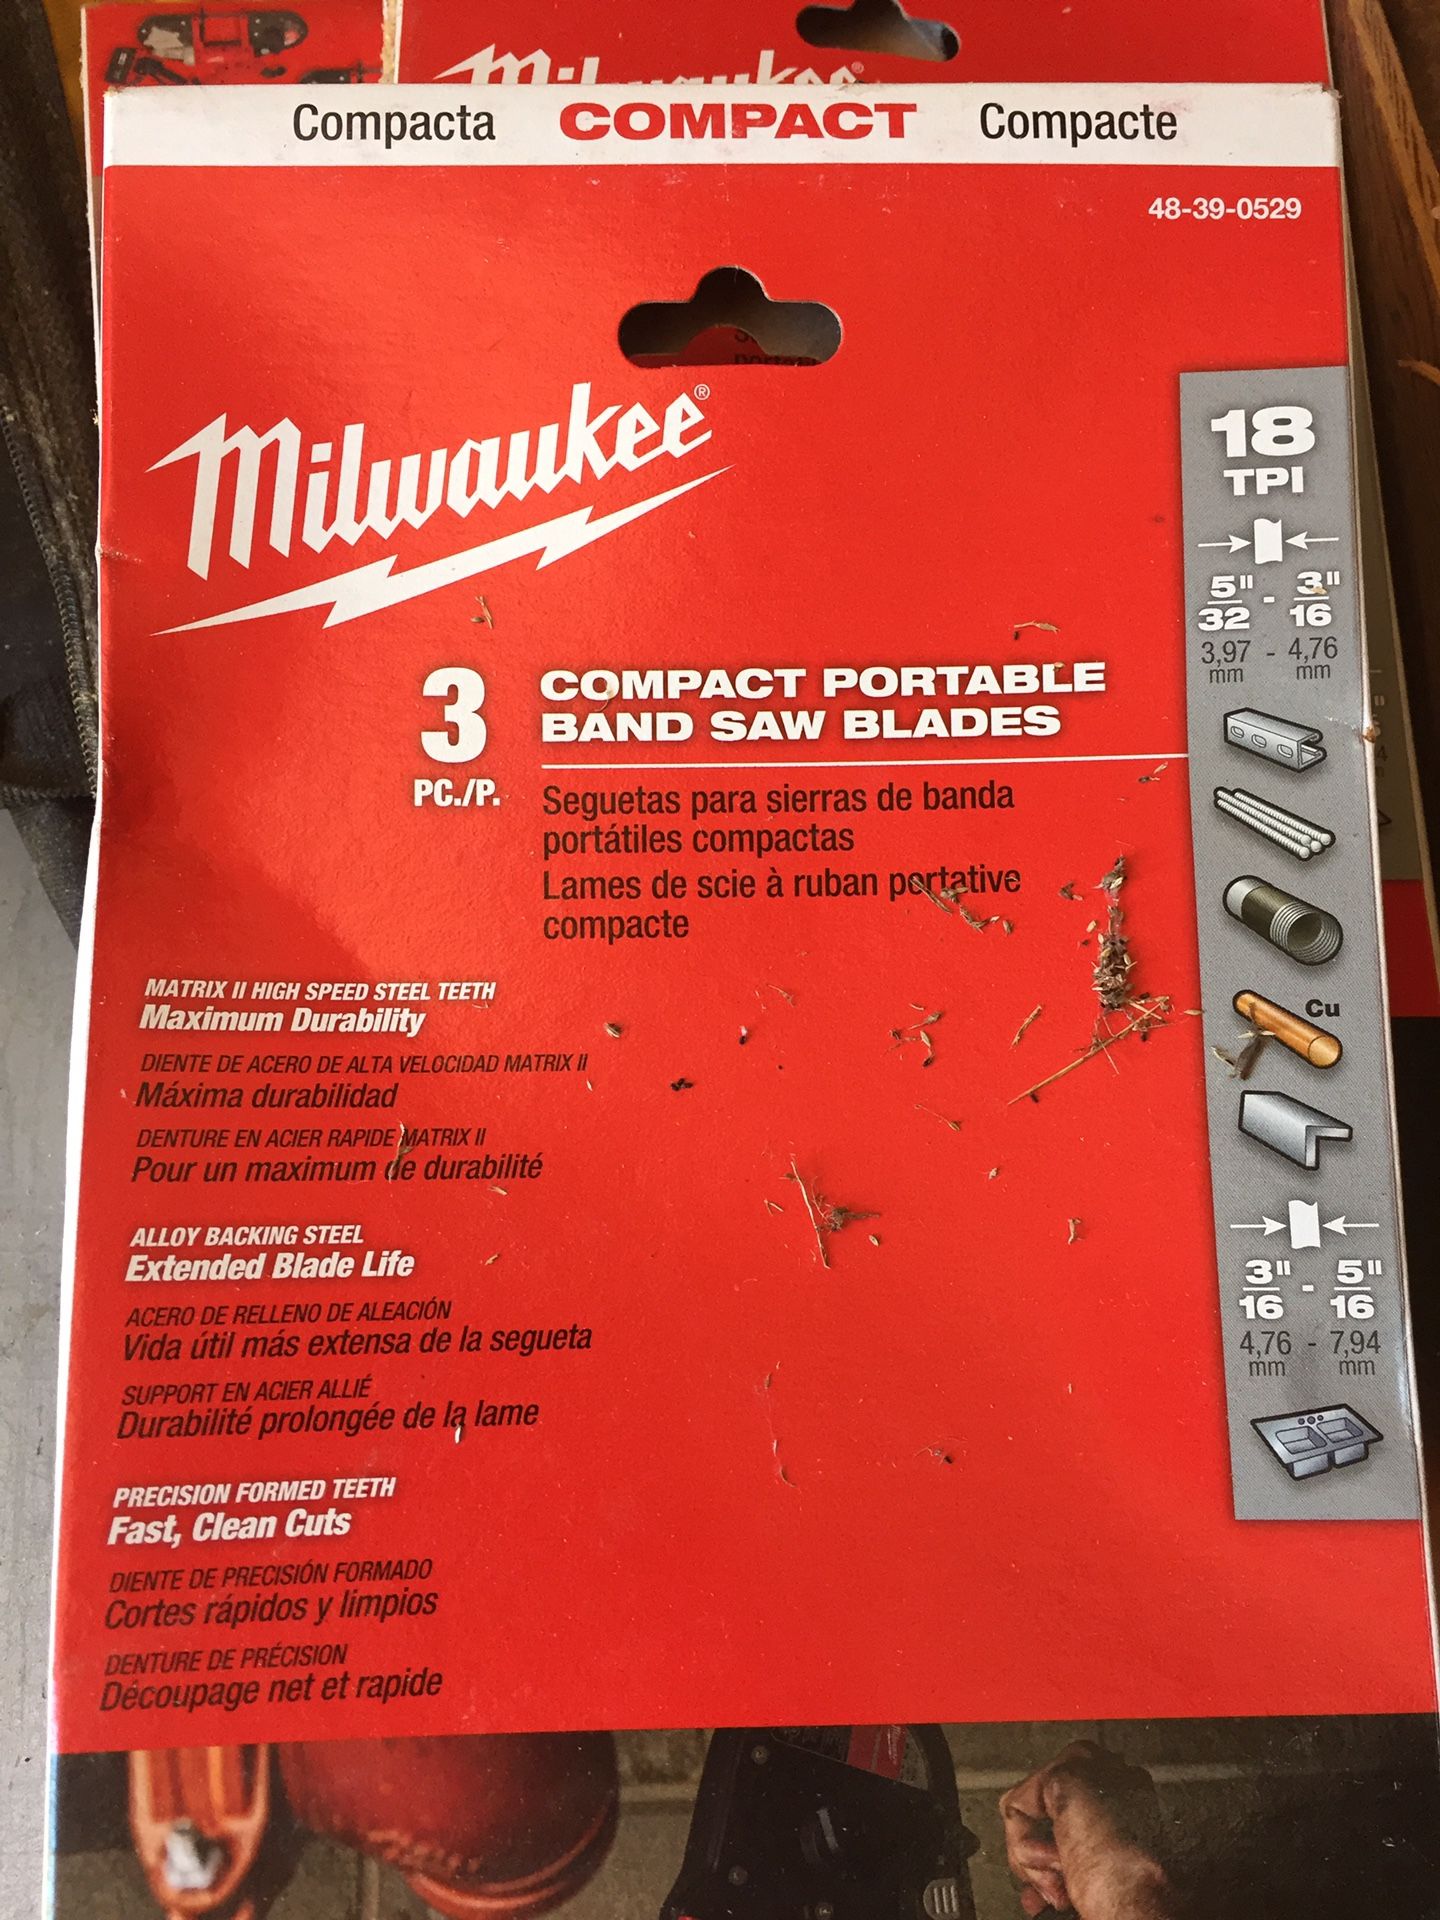 Milwaukee
Compacta COMPACT Compacte
48-39-0529
Milwaukee®
18
TPI
5" - 3"
32 16
3,97 - 4,76
mm mm
3 COMPACT PORTABLE
BAND SAW BLADES
PC./P.
Seguetas para sierras de banda
portátiles compactas
Lames de scie à ruban portative
compacte
MATRIX II HIGH SPEED STEEL TEETH
Maximum Durability
DIENTE DE ACERO DE ALTA VELOCIDAD MATRIX II
Máxima durabilidad
DENTURE EN ACIER RAPIDE MATRIX II
Pour un maximum de durabilité
ALLOY BACKING STEEL
Extended Blade Life
ACERO DE RELLENO DE ALEACIÓN
Vida útil más extensa de la segueta
SUPPORT EN ACIER ALLIÉ
Durabilité prolongée de la lame
PRECISION FORMED TEETH
Fast, Clean Cuts
DIENTE DE PRECISIÓN FORMADO
Cortes rápidos y limpios
DENTURE DE PRÉCISION
Découpage net et rapide
Cu
3" - 5"
16 16
4,76 - 7,94
mm mm